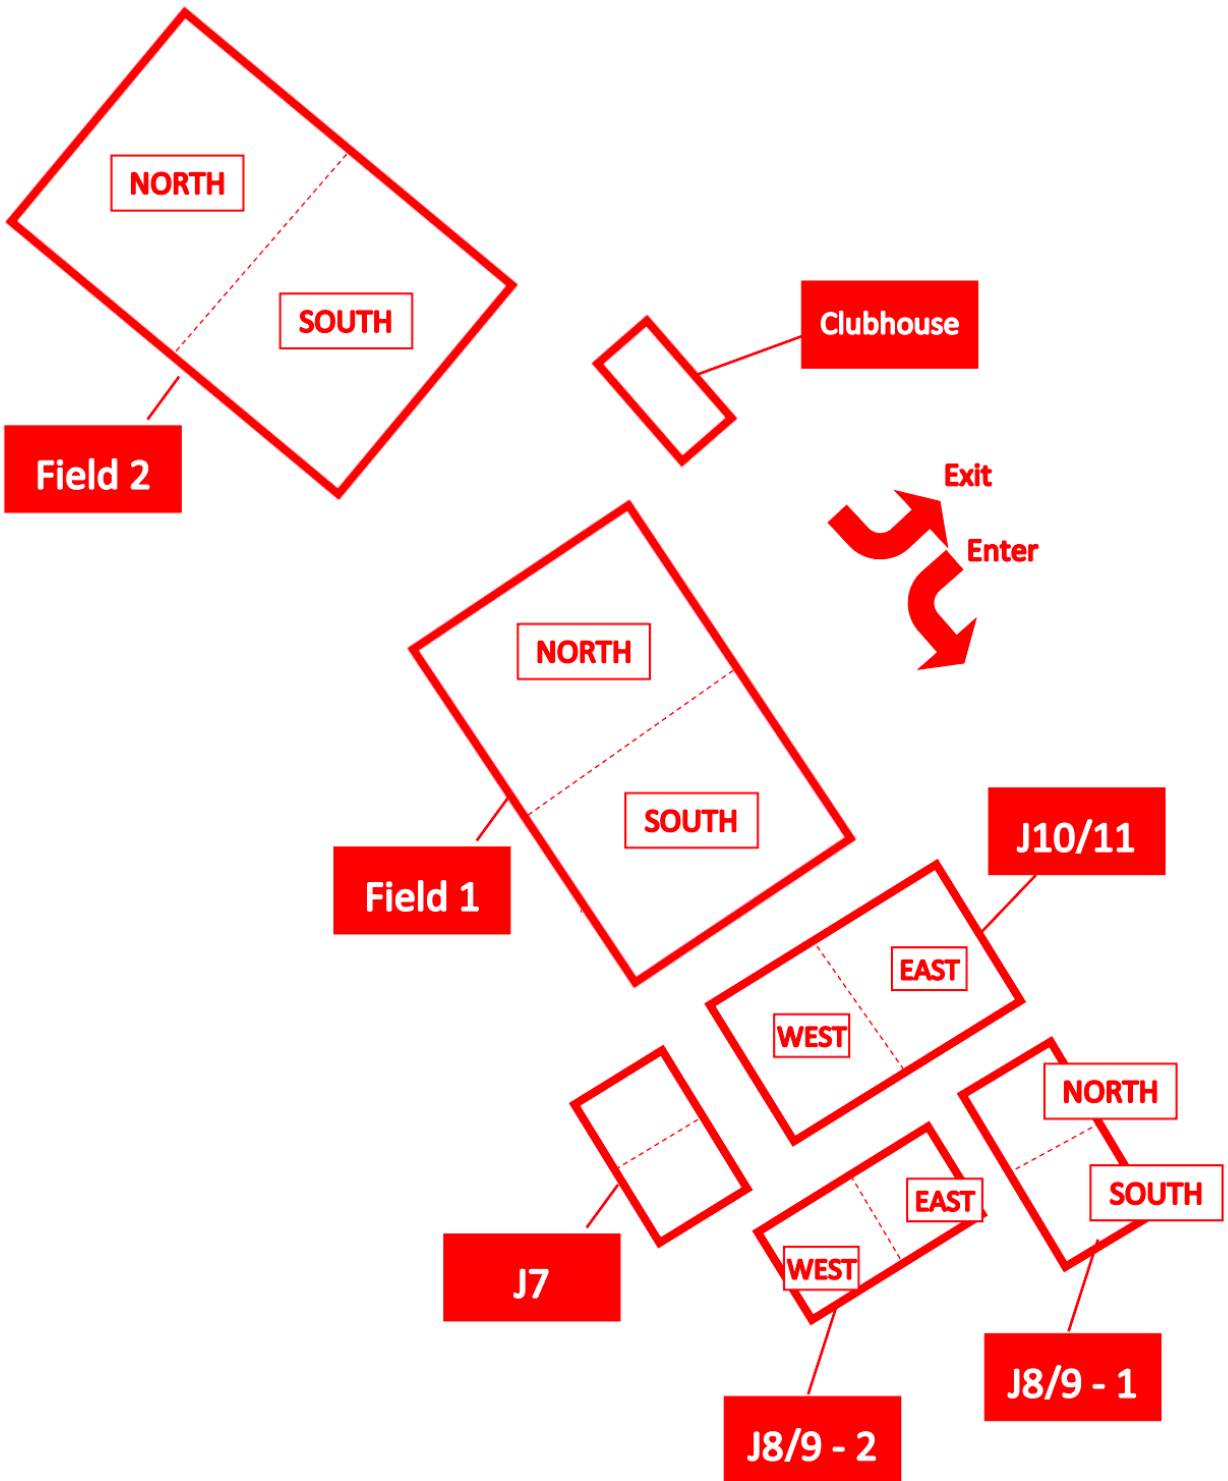 NORTH
SOUTH
Clubhouse
Field 2
Exit
Enter
NORTH
SOUTH
J10/11
Field 1
EAST
WEST
NORTH
SOUTH
EAST
WEST
J7
J8/9 - 1
J8/9 - 2